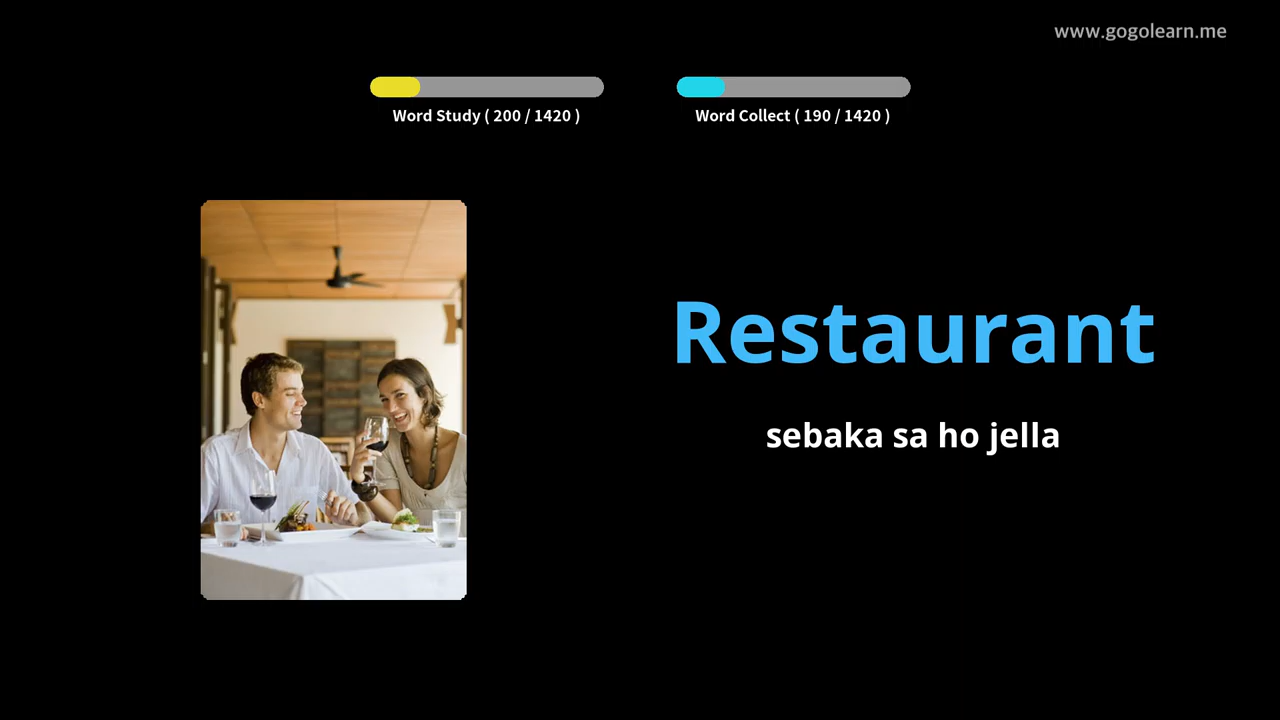 www.gogolearn.me
Word Study ( 200 / 1420 )
Word Collect ( 190 / 1420 )
Restaurant
sebaka sa ho jella